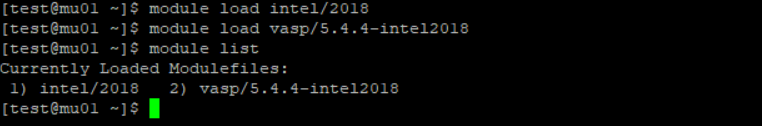 [test@mu01 ~]$ module load intel/2018
[test@mu01 ~]$ module load vasp/5.4.4-intel2018
[test@mu01 ~]$ module list
Currently Loaded Modulefiles:
 1) intel/2018   2) vasp/5.4.4-intel2018
[test@mu01 ~]$